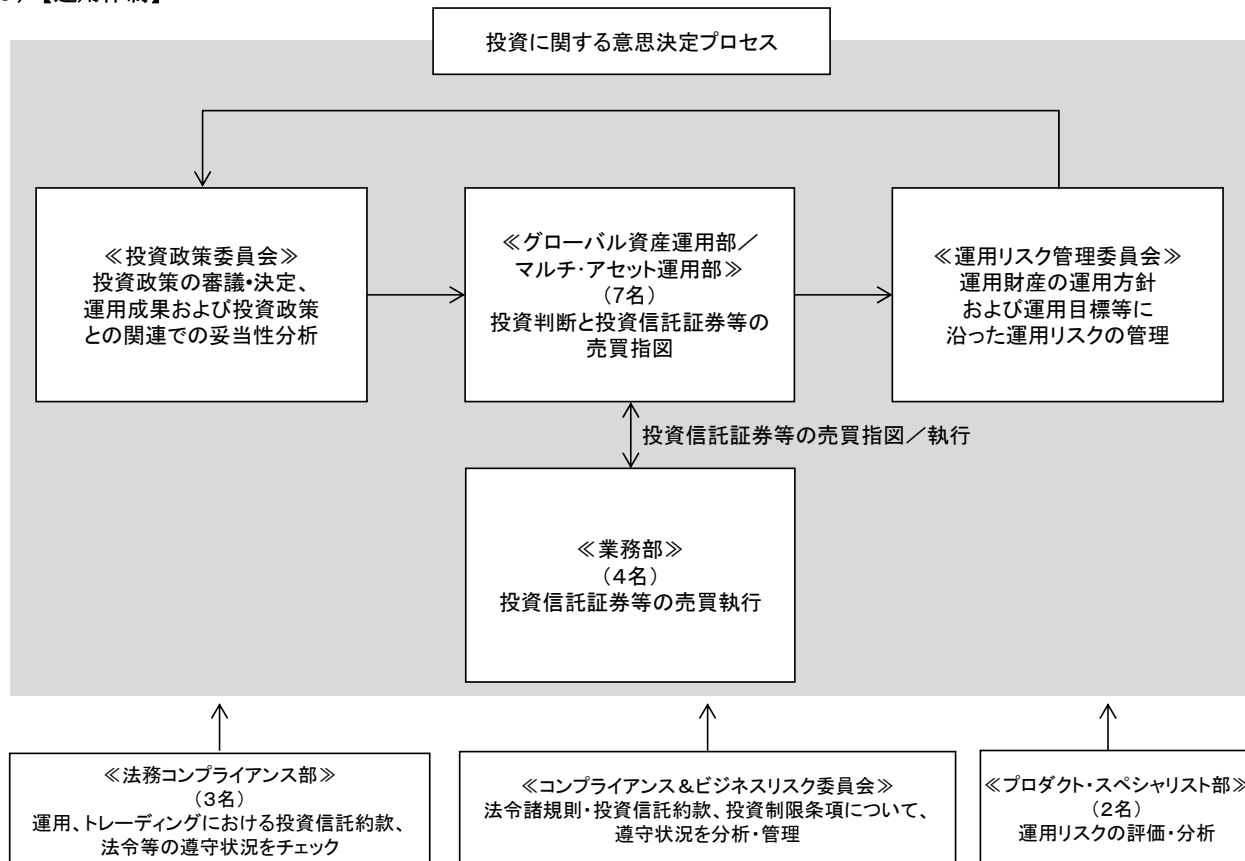 【運用体制】
投資に関する意思決定プロセス
≪投資政策委員会≫
投資政策の審議・決定、
運用成果および投資政策
との関連での妥当性分析
≪グローバル資産運用部／
マルチ・アセット運用部≫
（７名）
投資判断と投資信託証券等の
売買指図
≪運用リスク管理委員会≫
運用財産の運用方針
および運用目標等に
沿った運用リスクの管理
投資信託証券等の売買指図／執行
≪業務部≫
（４名）
投資信託証券等の売買執行
≪法務コンプライアンス部≫
（３名）
運用、トレーディングにおける投資信託約款、
法令等の遵守状況をチェック
≪コンプライアンス＆ビジネスリスク委員会≫
法令諸規則・投資信託約款、投資制限条項について、
遵守状況を分析・管理
≪プロダクト・スペシャリスト部≫
（２名）
運用リスクの評価・分析